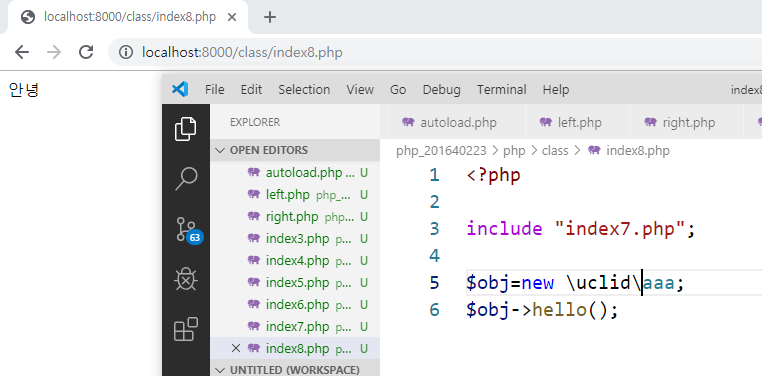 localhost:8000/class/index8.php
localhost:8000/class/index8.php
안녕
File Edit Selection View Go Debug Terminal Help index8
EXPLORER
autoload.php left.php right.php
OPEN EDITORS
php_201640223 > php > class > index8.php
autoload.php ... U
left.php php_... U
right.php php... U
index3.php p... U
index4.php p... U
index5.php p... U
index6.php p... U
index7.php p... U
index8.php p... U
UNTITLED (WORKSPACE)
63
1 <?php
2
3 include "index7.php";
4
5 $obj=new \uclid\aaa;
6 $obj->hello();